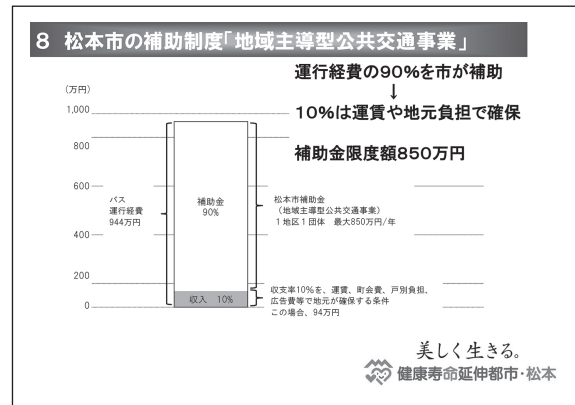 8 松本市の補助制度「地域主導型公共交通事業」
運行経費の90%を市が補助
↓
10%は運賃や地元負担で確保
補助金限度額850万円
(万円)
1,000
800
600
400
200
0
バス
運行経費
944万円
補助金
90%
収入 10%
松本市補助金
(地域主導型公共交通事業)
1地区1団体 最大850万円/年
収支率10%を、運賃、町会費、戸別負担、
広告費等で地元が確保する条件
この場合、94万円
美しく生きる。
健康寿命延伸都市・松本